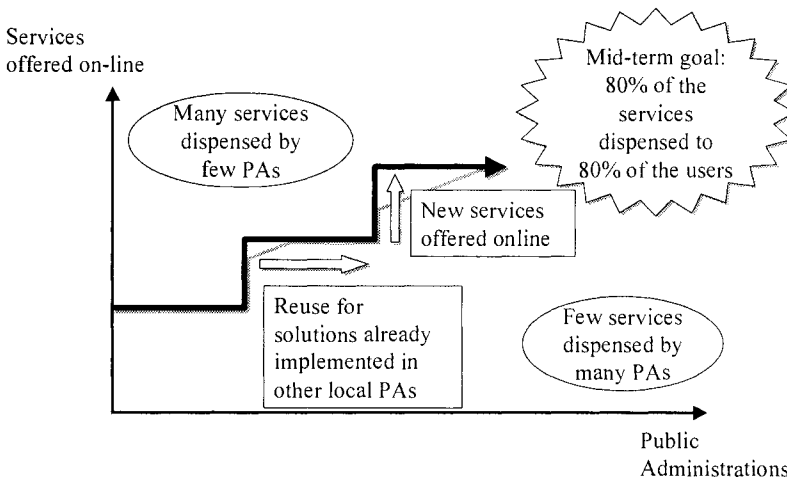 Services
offered on-line
Many services
dispensed by
few PAs
Mid-term goal:
80% of the
services
dispensed to
80% of the users
New services
offered online
Reuse for
solutions already
implemented in
other local PAs
Few services
dispensed by
many PAs
Public
Administrations